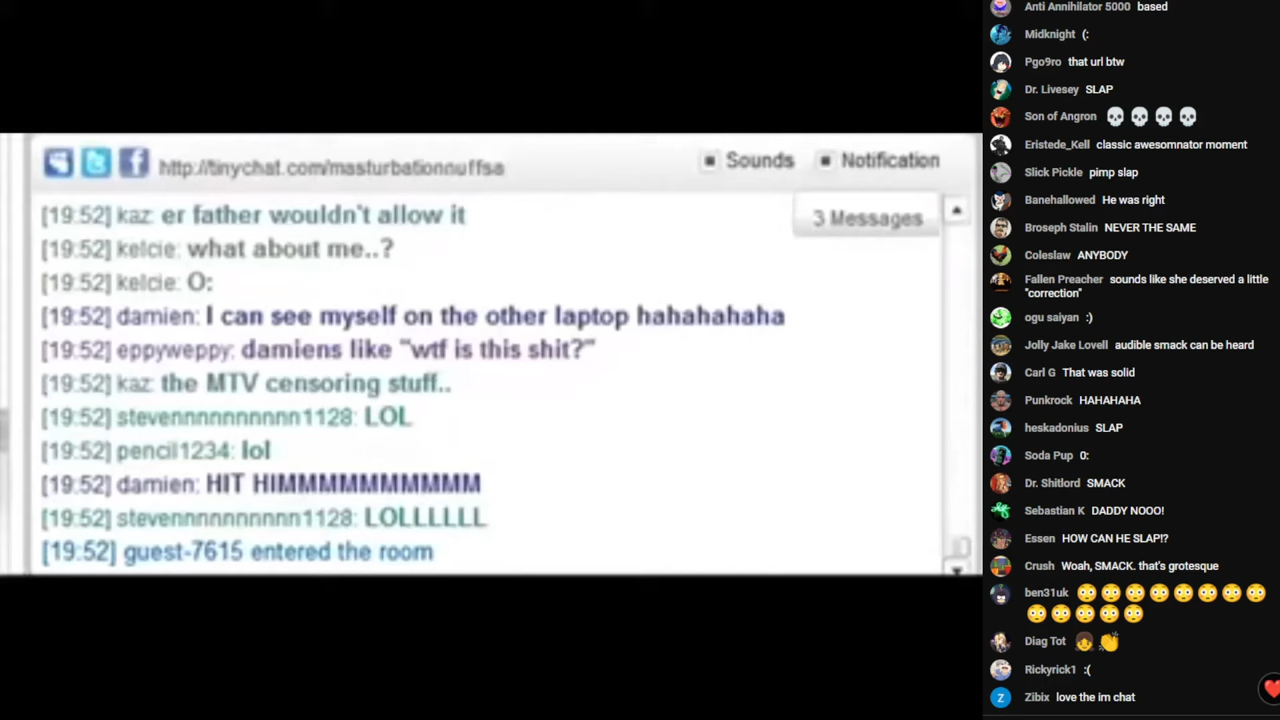 http://tinychat.com/masturbationnuffsa
Sounds
Notification
3 Messages
[19:52] kaz: er father wouldn't allow it
[19:52] kelcie: what about me..?
[19:52] kelcie: O:
[19:52] damien: I can see myself on the other laptop hahahahaha
[19:52] eppyweppy: damiens like "wtf is this shit?"
[19:52] kaz: the MTV censoring stuff..
[19:52] stevennnnnnnnnn1128: LOL
[19:52] pencil1234: lol
[19:52] damien: HIT HIMMMMMMMMMM
[19:52] stevennnnnnnnnn1128: LOLLLLLL
[19:52] guest-7615 entered the room
Anti Annihilator 5000 based
Midknight (:
Pgo9ro that url btw
Dr. Livesey SLAP
Son of Angron 💀 💀 💀 💀
Eristede_Kell classic awesomnator moment
Slick Pickle pimp slap
Banehallowed He was right
Broseph Stalin NEVER THE SAME
Coleslaw ANYBODY
Fallen Preacher sounds like she deserved a little
"correction"
ogu saiyan :)
Jolly Jake Lovell audible smack can be heard
Carl G That was solid
Punkrock HAHAHAHA
heskadonius SLAP
Soda Pup 0:
Dr. Shitlord SMACK
Sebastian K DADDY NOOO!
Essen HOW CAN HE SLAP!?
Crush Woah, SMACK. that's grotesque
ben31uk 😳 😳 😳 😳 😳 😳 😳 😳
😳 😳 😳 😳 😳
Diag Tot 👧 👏
Rickyrick1 :(
Z Zibix love the im chat